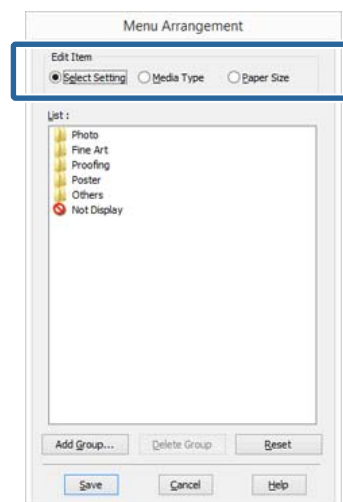 Menu Arrangement
Edit Item
Select Setting Media Type Paper Size
List :
Photo
Fine Art
Proofing
Poster
Others
Not Display
Add Group... Delete Group Reset
Save Cancel Help